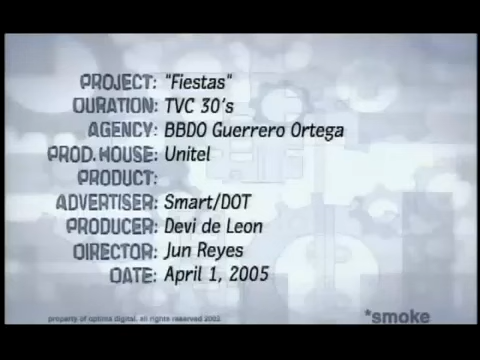 PROJECT: "Fiestas"
DURATION: TVC 30's
AGENCY: BBDO Guerrero Ortega
PROD. HOUSE: Unitel
PRODUCT:
ADVERTISER: Smart/DOT
PRODUCER: Devi de Leon
DIRECTOR: Jun Reyes
DATE: April 1, 2005
property of optima digital. all rights reserved 2002
*smoke